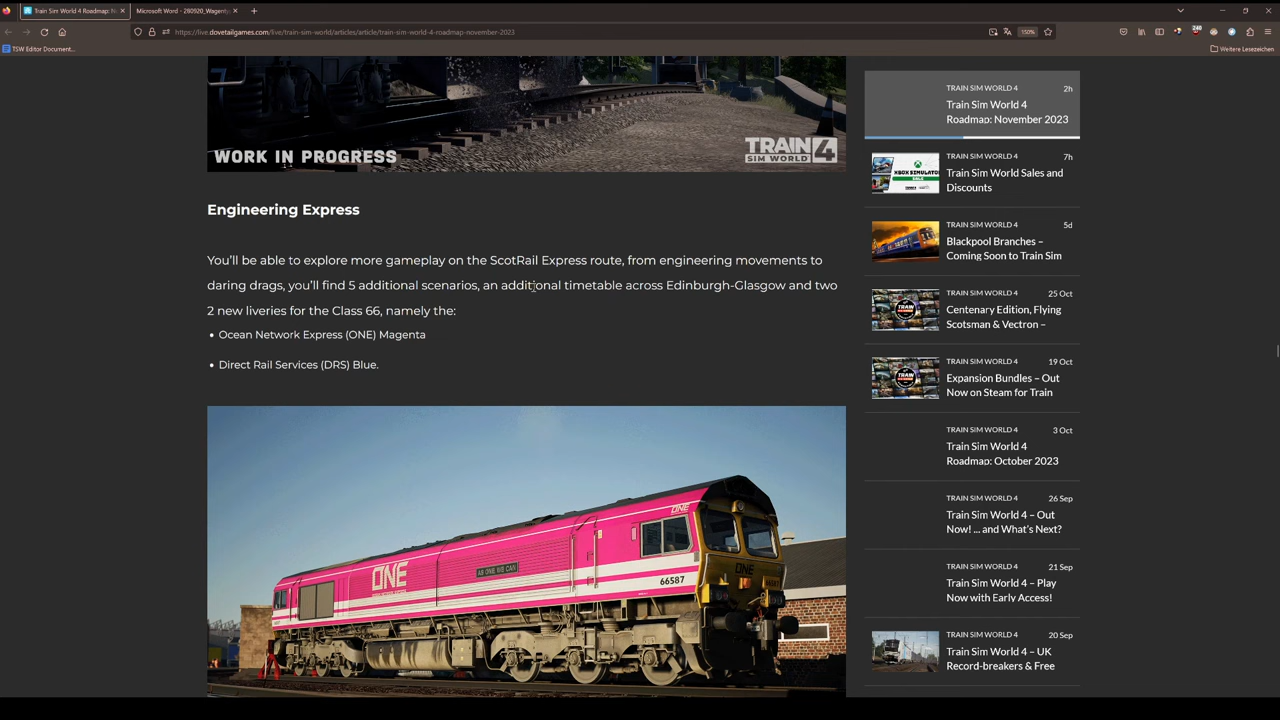 Train Sim World 4 Roadmap: N
Microsoft Word - 280920_Wagen
https://live.dovetailgames.com/live/train-sim-world/articles/article/train-sim-world-4-roadmap-november-2023
150%
240
TSW Editor Document...
Weitere Lesezeichen
WORK IN PROGRESS
TRAIN
SIM WORLD 4
Engineering Express
You'll be able to explore more gameplay on the ScotRail Express route, from engineering movements to
daring drags, you'll find 5 additional scenarios, an additional timetable across Edinburgh-Glasgow and two
2 new liveries for the Class 66, namely the:
• Ocean Network Express (ONE) Magenta
• Direct Rail Services (DRS) Blue.
ONE
AS ONE WE CAN
ONE
66587
ONE
TRAIN SIM WORLD 4 2h
Train Sim World 4
Roadmap: November 2023
TRAIN SIM WORLD 4 7h
Train Sim World Sales and
Discounts
XBOX SIMULATOR
SALE
TRAIN SIM WORLD 4 5d
Blackpool Branches –
Coming Soon to Train Sim
TRAIN SIM WORLD 4 25 Oct
Centenary Edition, Flying
Scotsman & Vectron –
TRAIN SIM WORLD 4 19 Oct
Expansion Bundles – Out
Now on Steam for Train
TRAIN SIM WORLD 4 3 Oct
Train Sim World 4
Roadmap: October 2023
TRAIN SIM WORLD 4 26 Sep
Train Sim World 4 – Out
Now! ... and What's Next?
TRAIN SIM WORLD 4 21 Sep
Train Sim World 4 – Play
Now with Early Access!
TRAIN SIM WORLD 4 20 Sep
Train Sim World 4 – UK
Record-breakers & Free